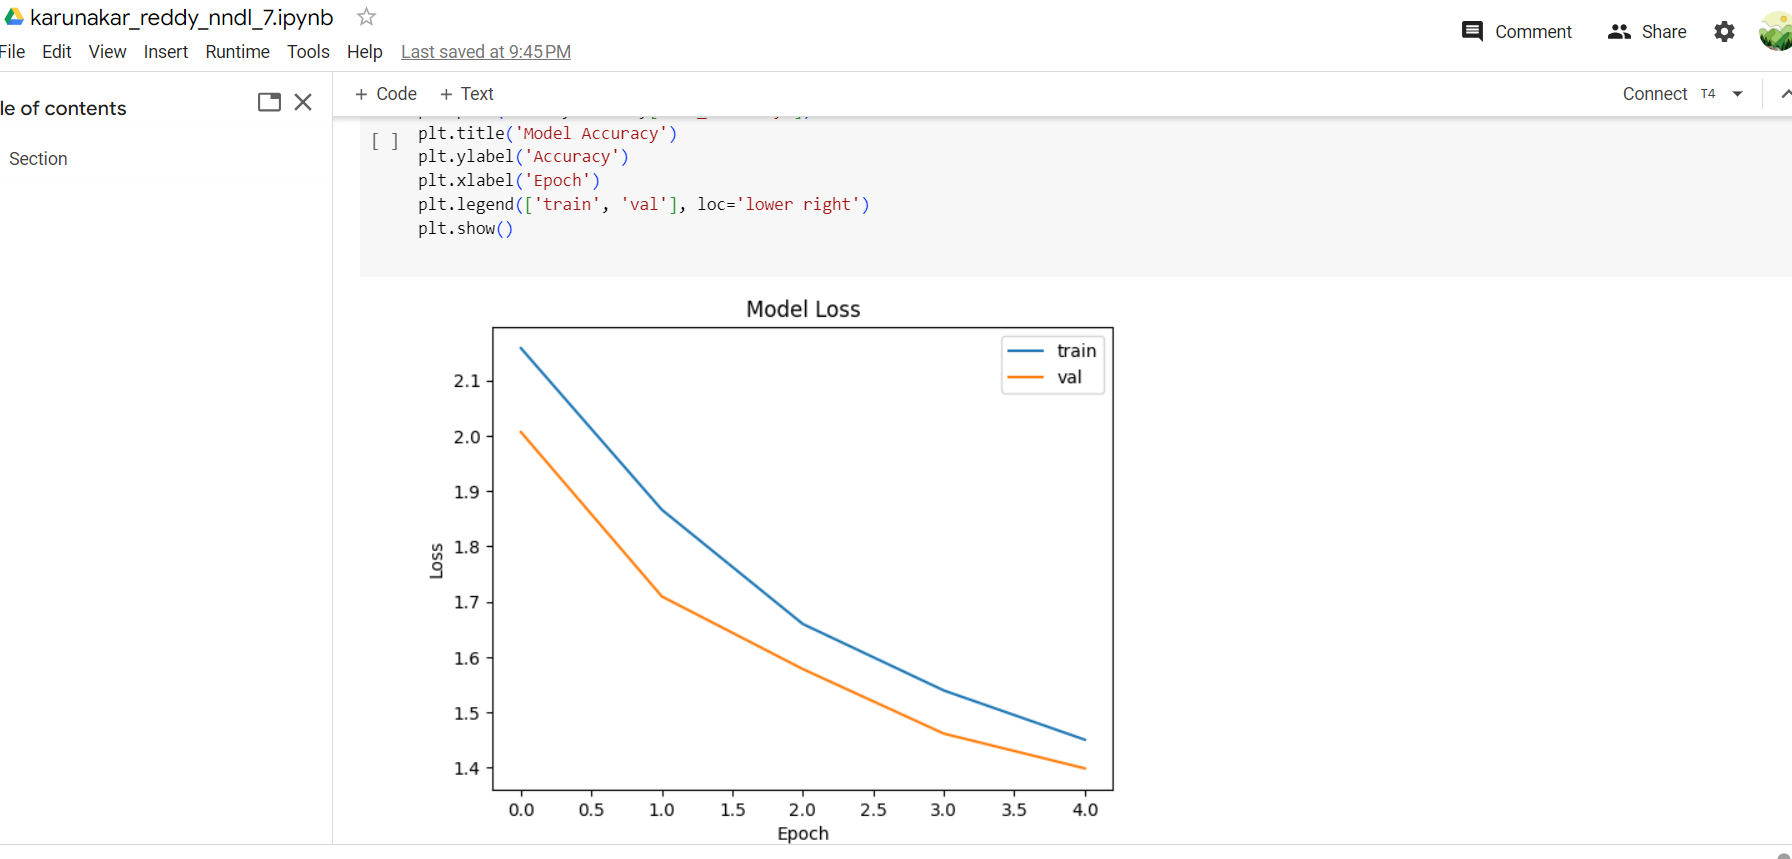 karunakar_reddy_nndl_7.ipynb
File Edit View Insert Runtime Tools Help Last saved at 9:45 PM
Comment Share
le of contents
Section
+ Code + Text
Connect T4
[ ]
plt.title('Model Accuracy')
plt.ylabel('Accuracy')
plt.xlabel('Epoch')
plt.legend(['train', 'val'], loc='lower right')
plt.show()
Model Loss
train
val
2.1
2.0
1.9
1.8
1.7
1.6
1.5
1.4
Loss
0.0 0.5 1.0 1.5 2.0 2.5 3.0 3.5 4.0
Epoch